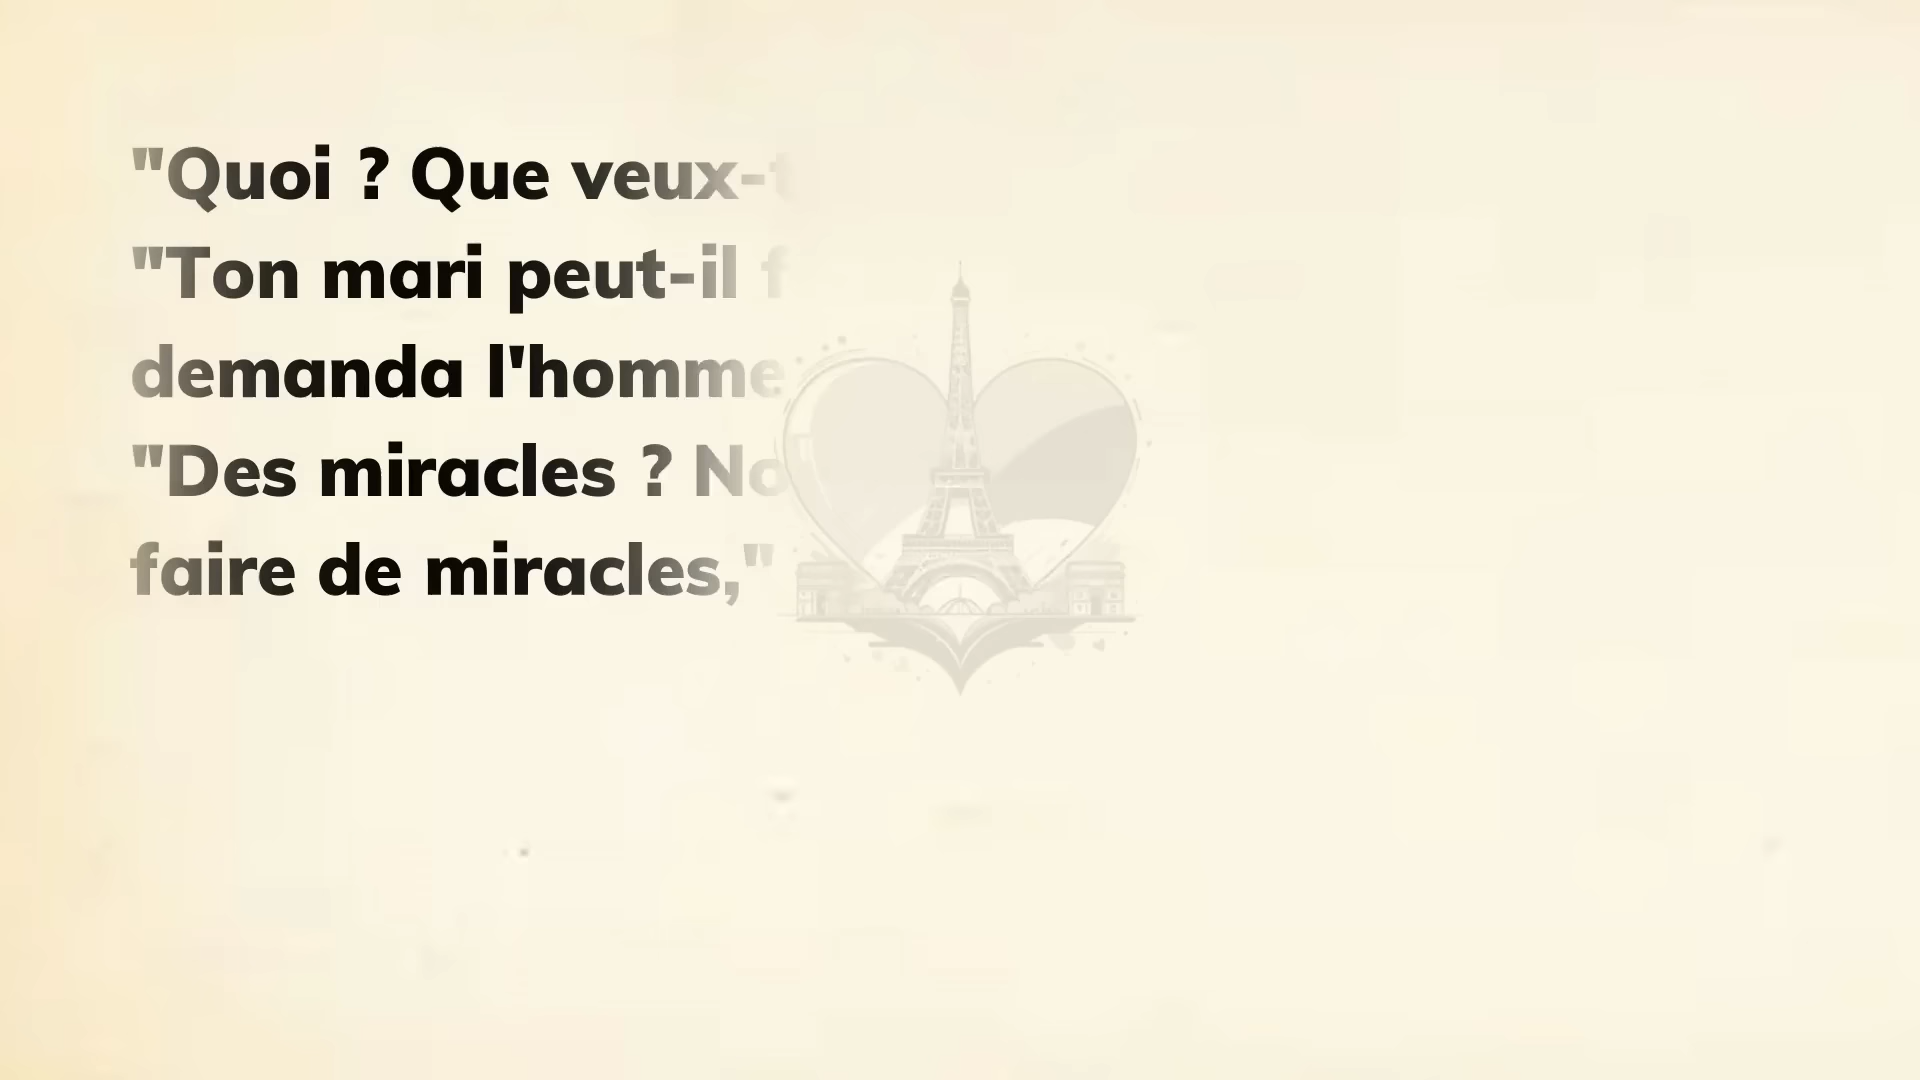 "Quoi ? Que veux-t
"Ton mari peut-il f
demanda l'homme
"Des miracles ? No
faire de miracles,"